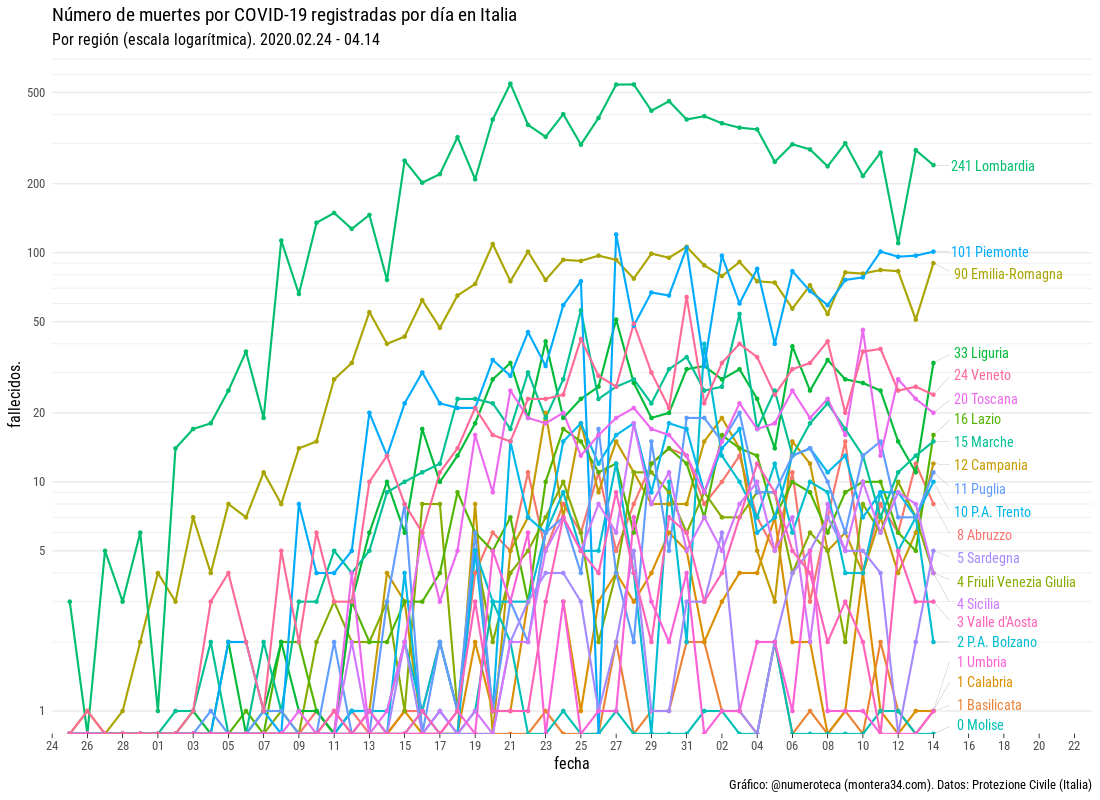 Número de muertes por COVID-19 registradas por día en Italia
Por región (escala logarítmica). 2020.02.24 - 04.14
fallecidos.
500
200
100
50
20
10
5
1
241 Lombardia
101 Piemonte
90 Emilia-Romagna
33 Liguria
24 Veneto
20 Toscana
16 Lazio
15 Marche
12 Campania
11 Puglia
10 P.A. Trento
8 Abruzzo
5 Sardegna
4 Friuli Venezia Giulia
4 Sicilia
3 Valle d'Aosta
2 P.A. Bolzano
1 Umbria
1 Calabria
1 Basilicata
0 Molise
24 26 28 01 03 05 07 09 11 13 15 17 19 21 23 25 27 29 31 02 04 06 08 10 12 14 16 18 20 22
fecha
Gráfico: @numeroteca (montera34.com). Datos: Protezione Civile (Italia)